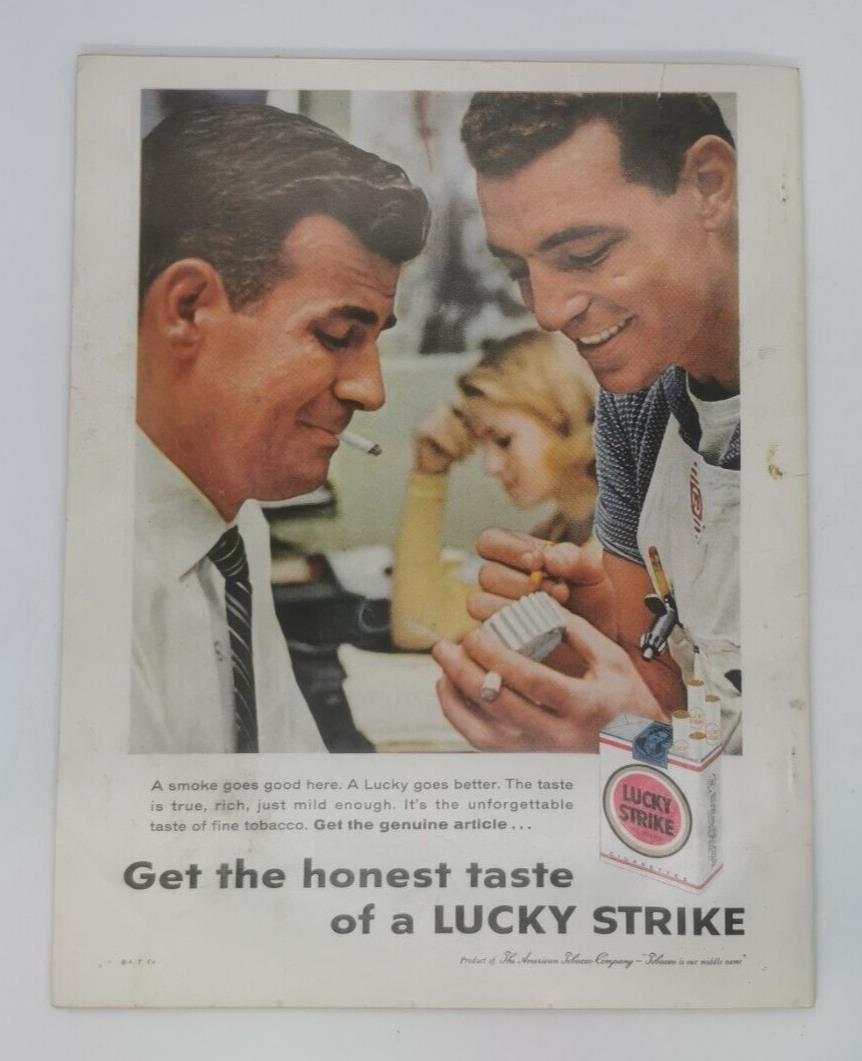 A smoke goes good here. A Lucky goes better. The taste
is true, rich, just mild enough. It's the unforgettable
taste of fine tobacco. Get the genuine article...
LUCKY
STRIKE
CIGARETTES
Get the honest taste
of a LUCKY STRIKE
©A.T. Co
Product of The American Tobacco Company — "Tobacco is our middle name"